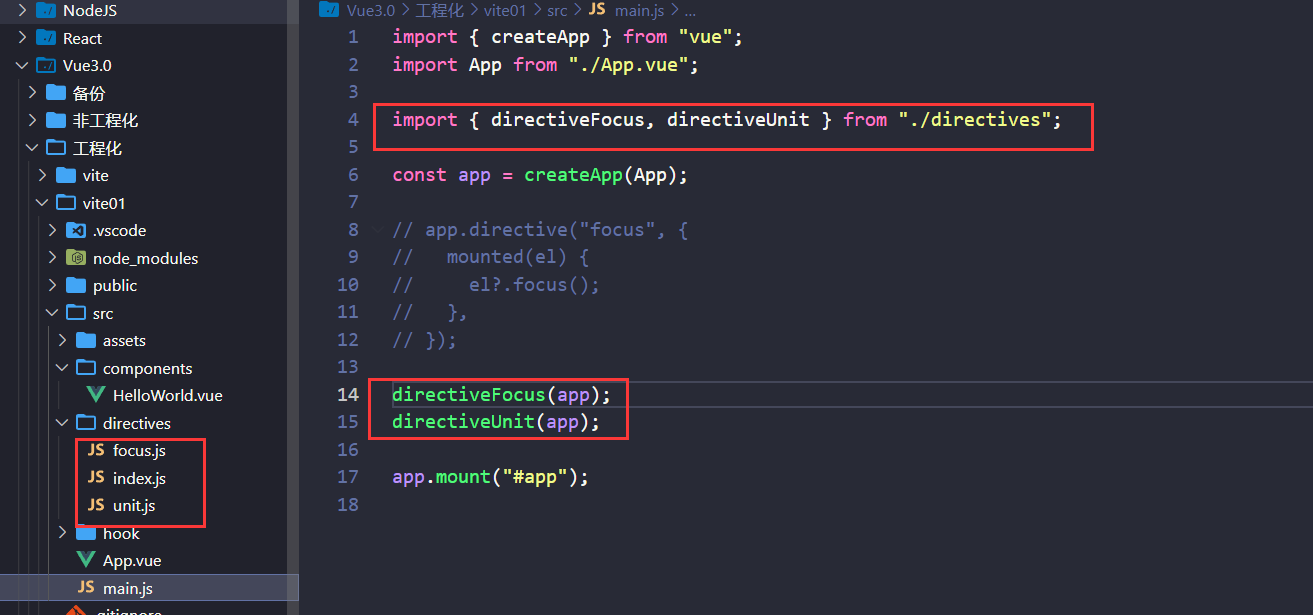 NodeJS
React
Vue3.0
备份
非工程化
工程化
vite
vite01
.vscode
node_modules
public
src
assets
components
HelloWorld.vue
directives
JS focus.js
JS index.js
JS unit.js
hook
App.vue
JS main.js
.gitignore
Vue3.0 > 工程化 > vite01 > src > JS main.js > ...
1 import { createApp } from "vue";
2 import App from "./App.vue";
3
4 import { directiveFocus, directiveUnit } from "./directives";
5
6 const app = createApp(App);
7
8 // app.directive("focus", {
9 //   mounted(el) {
10 //     el?.focus();
11 //   },
12 // });
13
14 directiveFocus(app);
15 directiveUnit(app);
16
17 app.mount("#app");
18